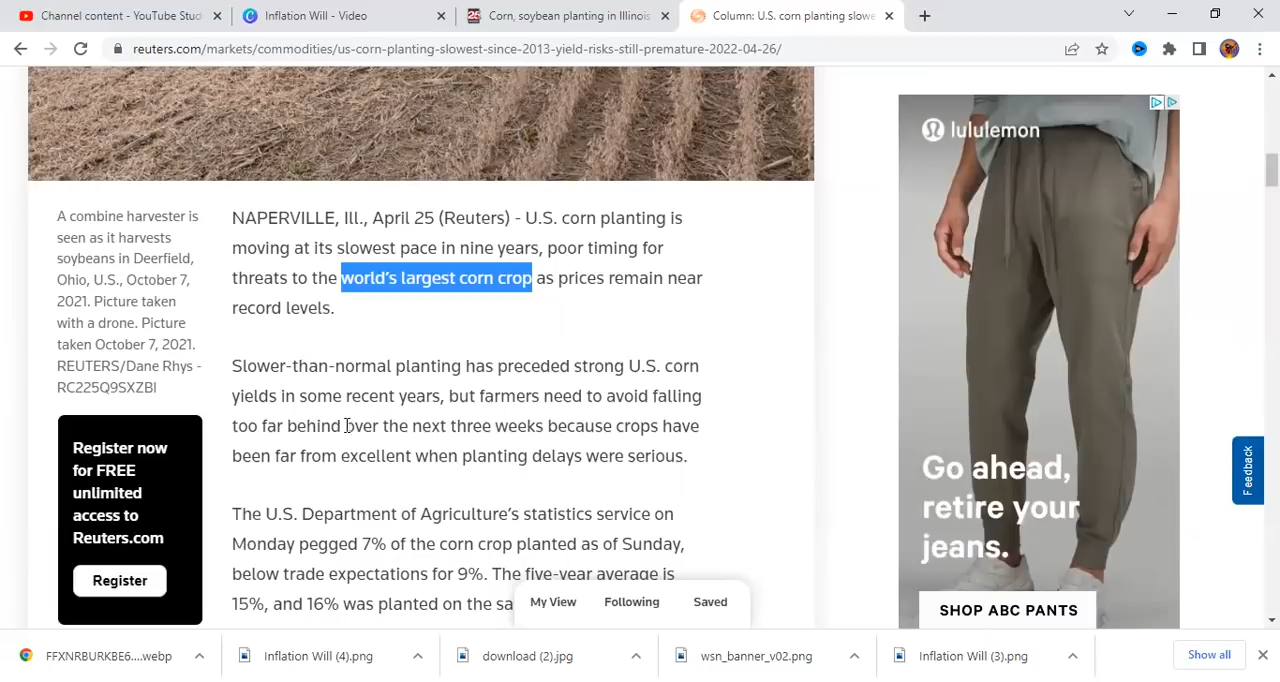 Channel content - YouTube Stud
Inflation Will - Video
Corn, soybean planting in Illinois
Column: U.S. corn planting slowe
reuters.com/markets/commodities/us-corn-planting-slowest-since-2013-yield-risks-still-premature-2022-04-26/
A combine harvester is
seen as it harvests
soybeans in Deerfield,
Ohio, U.S., October 7,
2021. Picture taken
with a drone. Picture
taken October 7, 2021.
REUTERS/Dane Rhys -
RC225Q9SXZBI
Register now
for FREE
unlimited
access to
Reuters.com
Register
NAPERVILLE, Ill., April 25 (Reuters) - U.S. corn planting is
moving at its slowest pace in nine years, poor timing for
threats to the world's largest corn crop as prices remain near
record levels.
Slower-than-normal planting has preceded strong U.S. corn
yields in some recent years, but farmers need to avoid falling
too far behind over the next three weeks because crops have
been far from excellent when planting delays were serious.
The U.S. Department of Agriculture's statistics service on
Monday pegged 7% of the corn crop planted as of Sunday,
below trade expectations for 9%. The five-year average is
15%, and 16% was planted on the sa
My View
Following
Saved
lululemon
Go ahead,
retire your
jeans.
SHOP ABC PANTS
Feedback
FFXNRBURKBE6....webp
Inflation Will (4).png
download (2).jpg
wsn_banner_v02.png
Inflation Will (3).png
Show all